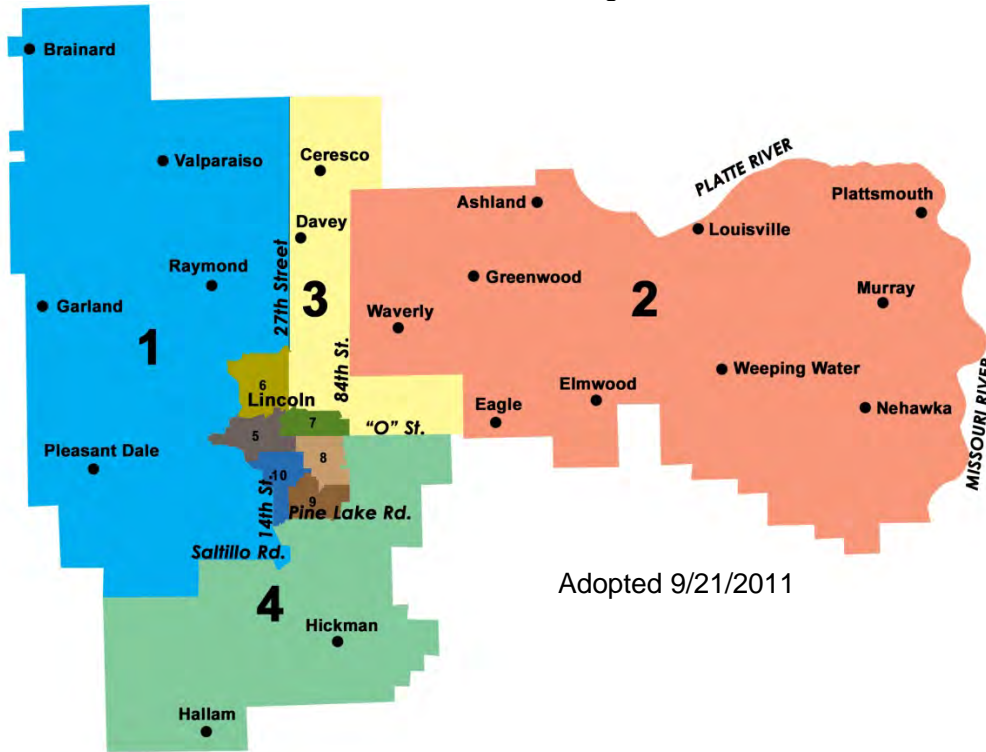 Brainard
Valparaiso
Ceresco
PLATTE RIVER
Ashland
Plattsmouth
Davey
Louisville
Raymond
27th Street
3
Greenwood
2
Murray
Garland
1
Waverly
84th St.
Weeping Water
6
Lincoln
Elmwood
Eagle
Nehawka
7
"O" St.
5
MISSOURI RIVER
Pleasant Dale
8
10
14th St.
9
Pine Lake Rd.
Saltillo Rd.
Adopted 9/21/2011
4
Hickman
Hallam